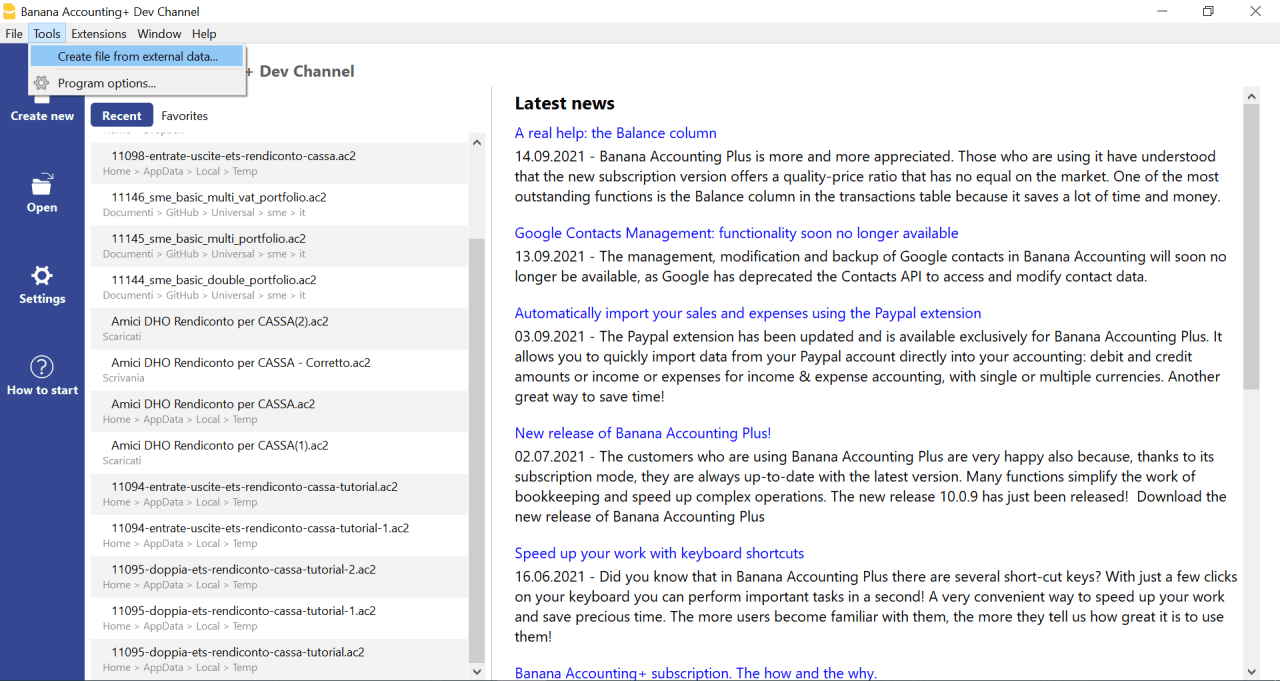 Banana Accounting+ Dev Channel
File Tools Extensions Window Help
Create file from external data...
Program options...
+ Dev Channel
Create new
Open
Settings
How to start
Recent Favorites
11098-entrate-uscite-ets-rendiconto-cassa.ac2
Home > AppData > Local > Temp
11146_sme_basic_multi_vat_portfolio.ac2
Documenti > GitHub > Universal > sme > it
11145_sme_basic_multi_portfolio.ac2
Documenti > GitHub > Universal > sme > it
11144_sme_basic_double_portfolio.ac2
Documenti > GitHub > Universal > sme > it
Amici DHO Rendiconto per CASSA(2).ac2
Scaricati
Amici DHO Rendiconto per CASSA - Corretto.ac2
Scrivania
Amici DHO Rendiconto per CASSA.ac2
Home > AppData > Local > Temp
Amici DHO Rendiconto per CASSA(1).ac2
Scaricati
11094-entrate-uscite-ets-rendiconto-cassa-tutorial.ac2
Home > AppData > Local > Temp
11094-entrate-uscite-ets-rendiconto-cassa-tutorial-1.ac2
Home > AppData > Local > Temp
11095-doppia-ets-rendiconto-cassa-tutorial-2.ac2
Home > AppData > Local > Temp
11095-doppia-ets-rendiconto-cassa-tutorial-1.ac2
Home > AppData > Local > Temp
11095-doppia-ets-rendiconto-cassa-tutorial.ac2
Home > AppData > Local > Temp
Latest news
A real help: the Balance column
14.09.2021 - Banana Accounting Plus is more and more appreciated. Those who are using it have understood
that the new subscription version offers a quality-price ratio that has no equal on the market. One of the most
outstanding functions is the Balance column in the transactions table because it saves a lot of time and money.
Google Contacts Management: functionality soon no longer available
13.09.2021 - The management, modification and backup of Google contacts in Banana Accounting will soon no
longer be available, as Google has deprecated the Contacts API to access and modify contact data.
Automatically import your sales and expenses using the Paypal extension
03.09.2021 - The Paypal extension has been updated and is available exclusively for Banana Accounting Plus. It
allows you to quickly import data from your Paypal account directly into your accounting: debit and credit
amounts or income or expenses for income & expense accounting, with single or multiple currencies. Another
great way to save time!
New release of Banana Accounting Plus!
02.07.2021 - The customers who are using Banana Accounting Plus are very happy also because, thanks to its
subscription mode, they are always up-to-date with the latest version. Many functions simplify the work of
bookkeeping and speed up complex operations. The new release 10.0.9 has just been released! Download the
new release of Banana Accounting Plus
Speed up your work with keyboard shortcuts
16.06.2021 - Did you know that in Banana Accounting Plus there are several short-cut keys? With just a few clicks
on your keyboard you can perform important tasks in a second! A very convenient way to speed up your work
and save precious time. The more users become familiar with them, the more they tell us how great it is to use
them!
Banana Accounting+ subscription. The how and the why.